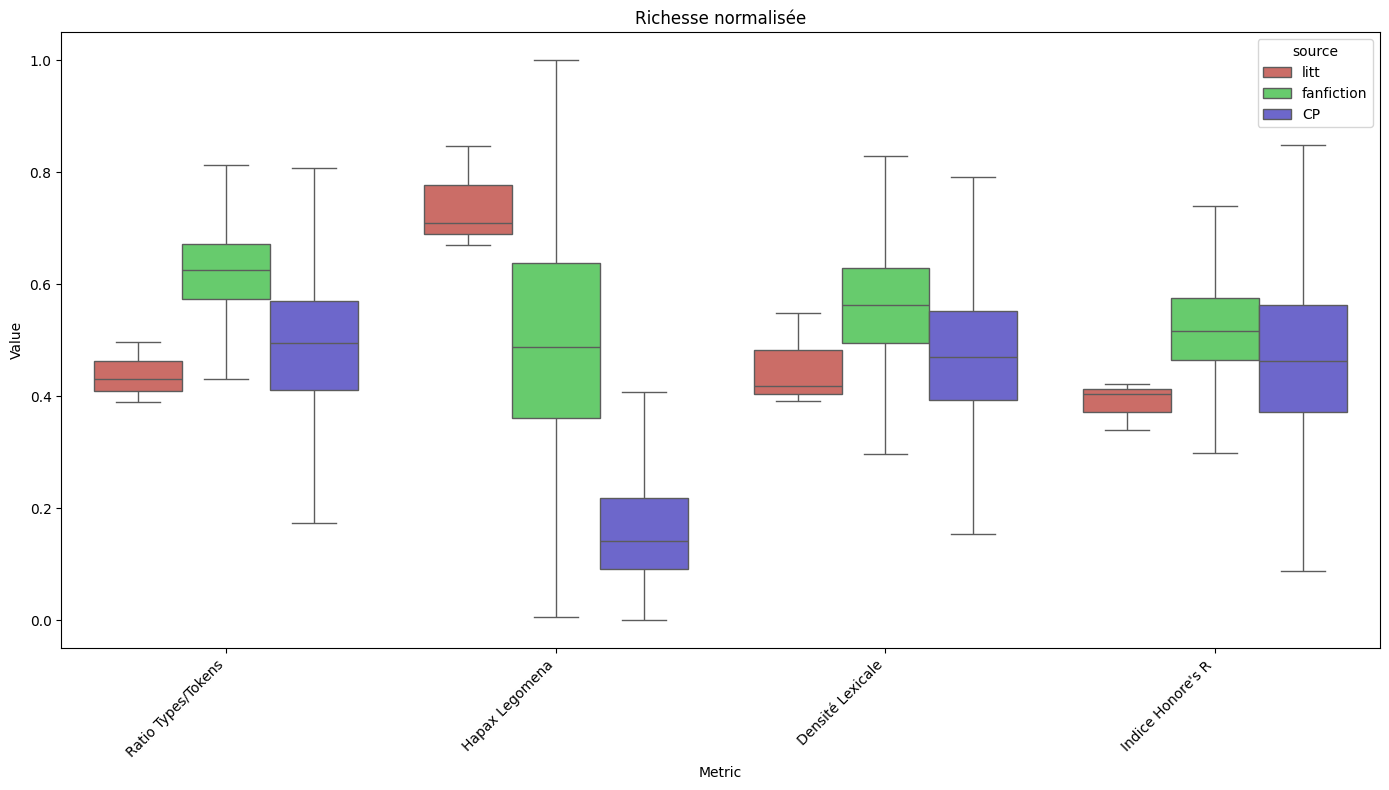 Richesse normalisée
source
litt
fanfiction
CP
Value
1.0
0.8
0.6
0.4
0.2
0.0
Ratio Types/Tokens
Hapax Legomena
Densité Lexicale
Indice Honore's R
Metric